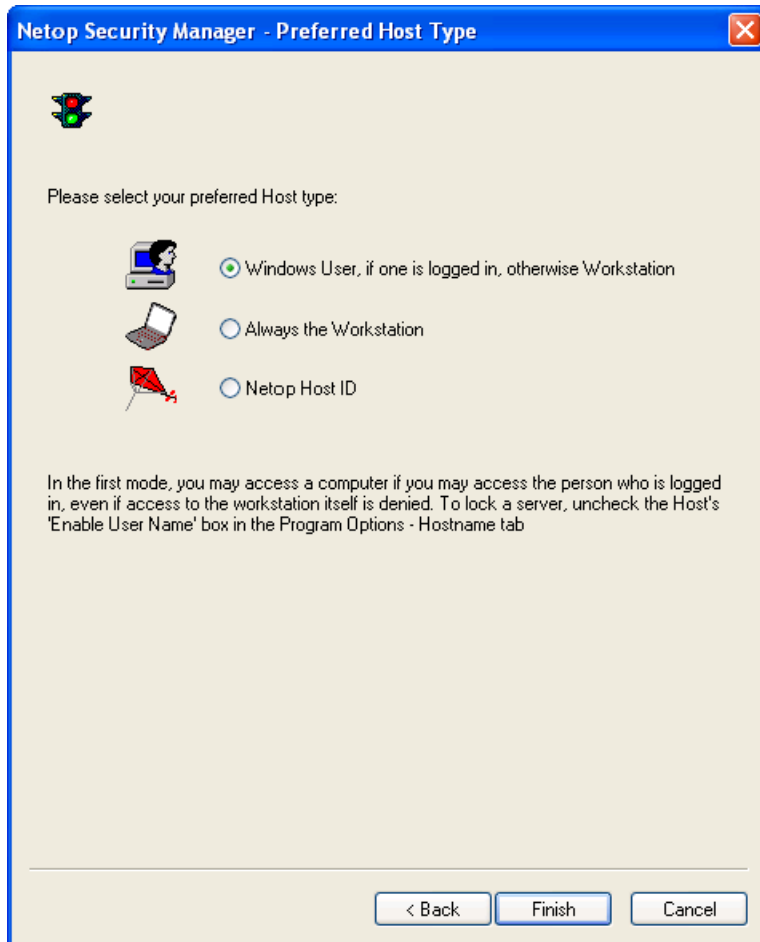 Netop Security Manager - Preferred Host Type
Please select your preferred Host type:
Windows User, if one is logged in, otherwise Workstation
Always the Workstation
Netop Host ID
In the first mode, you may access a computer if you may access the person who is logged
in, even if access to the workstation itself is denied. To lock a server, uncheck the Host's
'Enable User Name' box in the Program Options - Hostname tab
< Back
Finish
Cancel